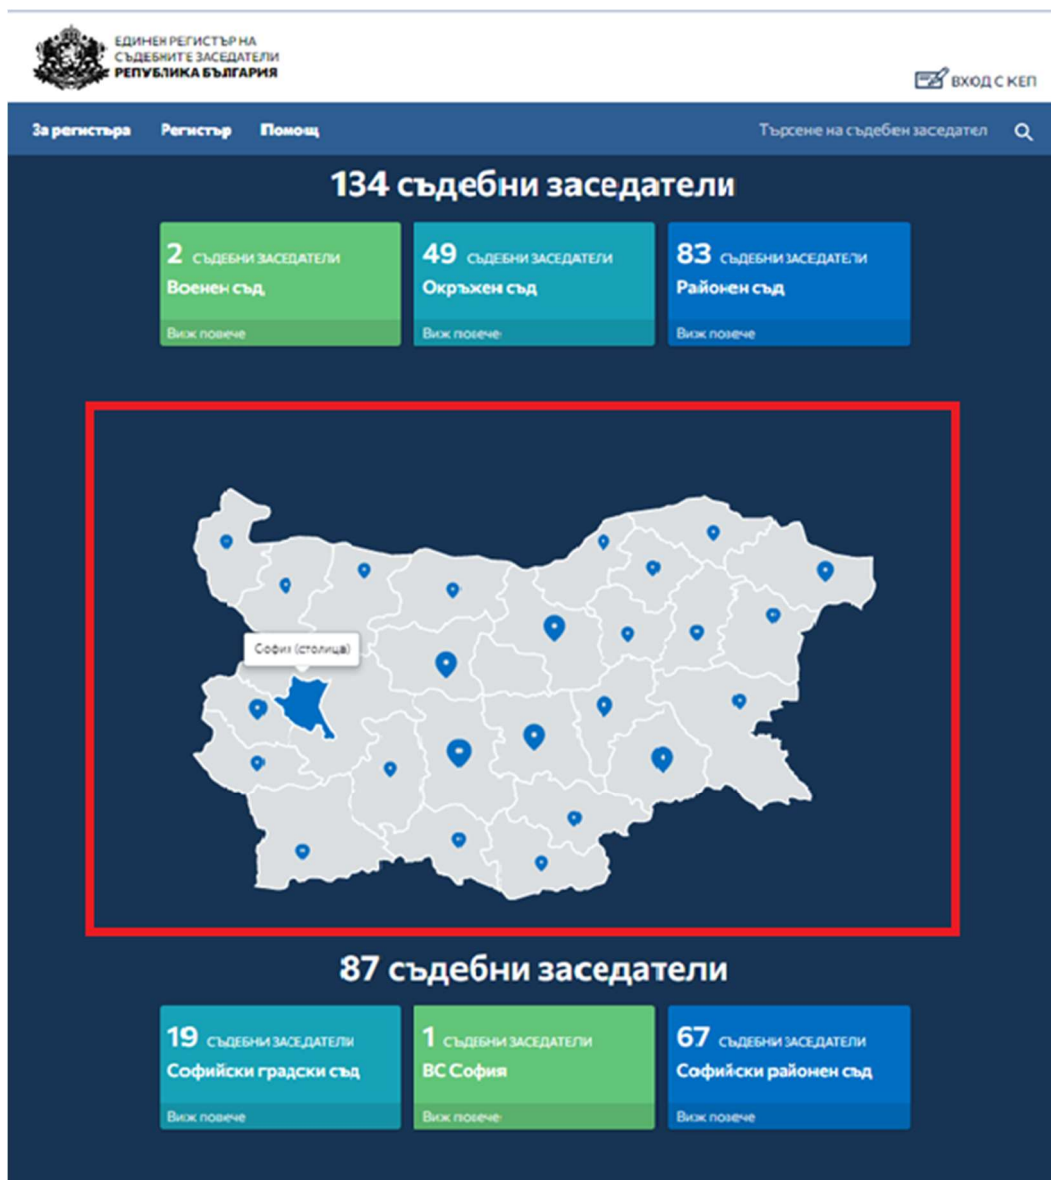 ЕДИНЕН РЕГИСТЪР НА
СЪДЕБНИТЕ ЗАСЕДАТЕЛИ
РЕПУБЛИКА БЪЛГАРИЯ
ВХОД С КЕП
За регистъра Регистър Помощ Търсене на съдебен заседател
134 съдебни заседатели
2 СЪДЕБНИ ЗАСЕДАТЕЛИ
Военен съд
Виж повече
49 СЪДЕБНИ ЗАСЕДАТЕЛИ
Окръжен съд
Виж повече
83 СЪДЕБНИ ЗАСЕДАТЕЛИ
Районен съд
Виж повече
София (столица)
87 съдебни заседатели
19 СЪДЕБНИ ЗАСЕДАТЕЛИ
Софийски градски съд
Виж повече
1 СЪДЕБНИ ЗАСЕДАТЕЛИ
ВС София
Виж повече
67 СЪДЕБНИ ЗАСЕДАТЕЛИ
Софийски районен съд
Виж повече